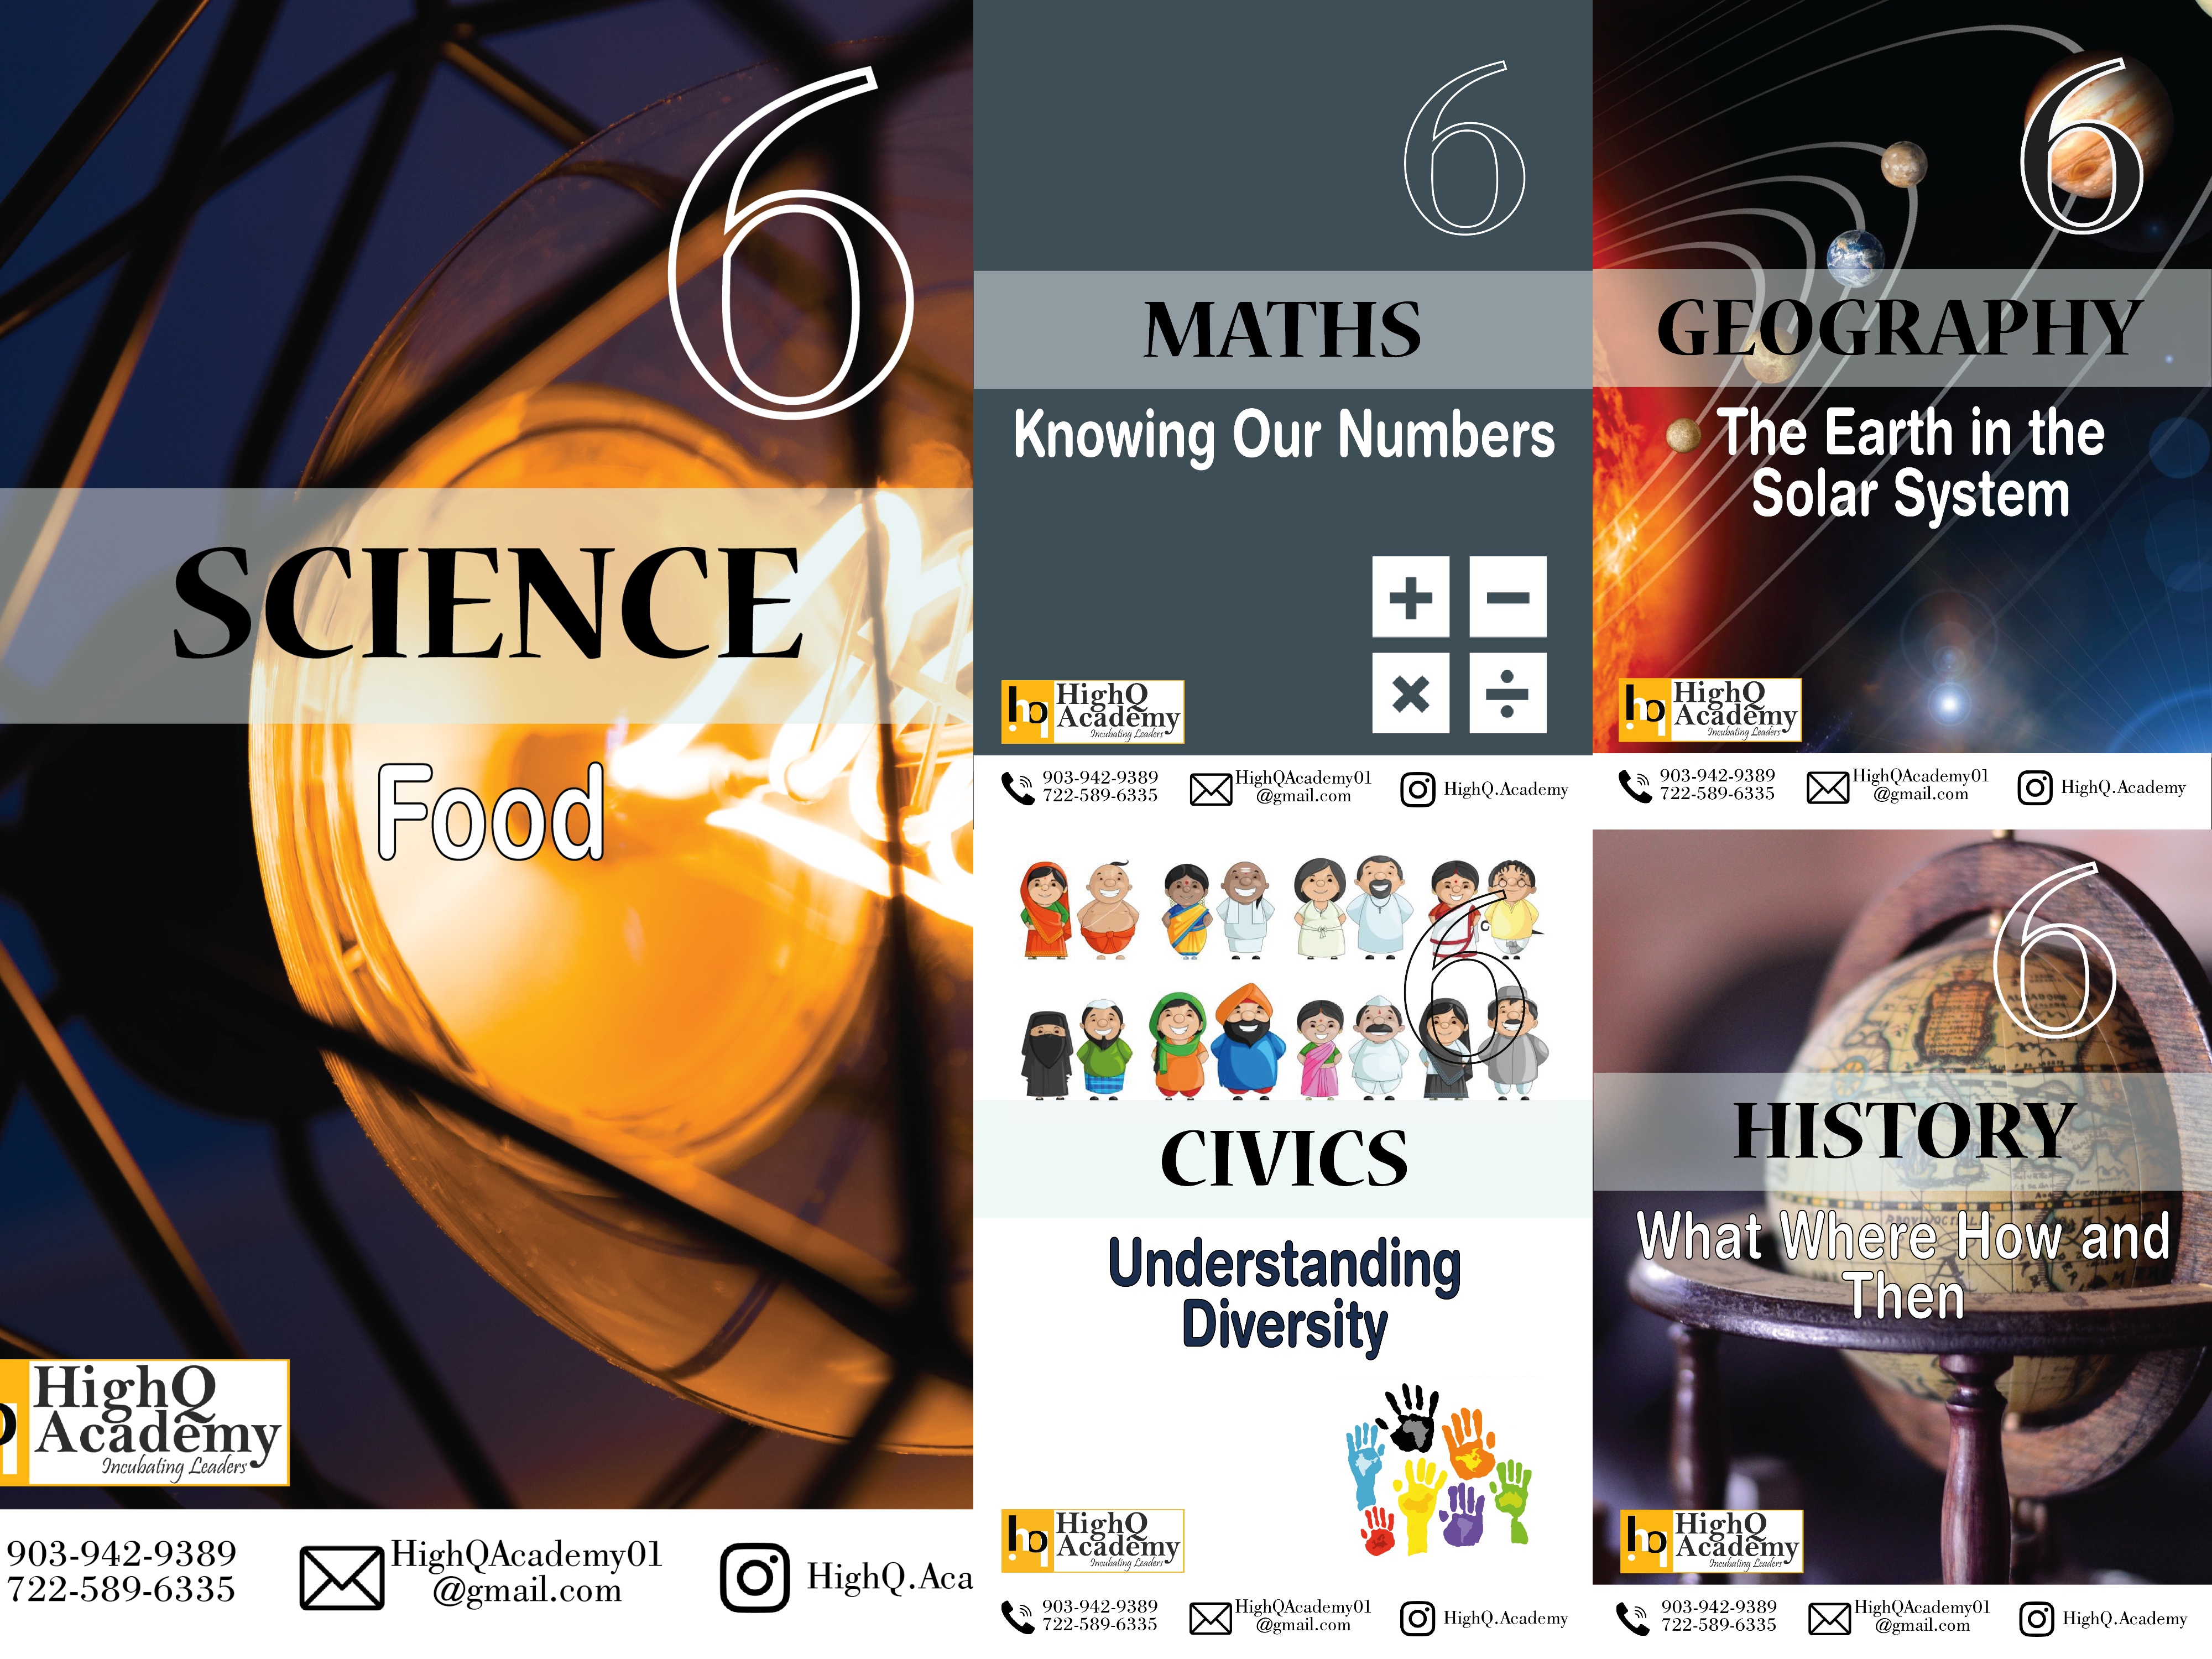 6
SCIENCE
Food
HighQ
Academy
Incubating Leaders
903-942-9389
722-589-6335
HighQAcademy01
@gmail.com
HighQ.Aca
6
MATHS
Knowing Our Numbers
+ −
× ÷
hq
HighQ
Academy
Incubating Leaders
903-942-9389
722-589-6335
HighQAcademy01
@gmail.com
HighQ.Academy
6
GEOGRAPHY
The Earth in the
Solar System
hq
HighQ
Academy
Incubating Leaders
903-942-9389
722-589-6335
HighQAcademy01
@gmail.com
HighQ.Academy
6
CIVICS
Understanding
Diversity
hq
HighQ
Academy
Incubating Leaders
903-942-9389
722-589-6335
HighQAcademy01
@gmail.com
HighQ.Academy
6
HISTORY
What Where How and
Then
hq
HighQ
Academy
Incubating Leaders
903-942-9389
722-589-6335
HighQAcademy01
@gmail.com
HighQ.Academy